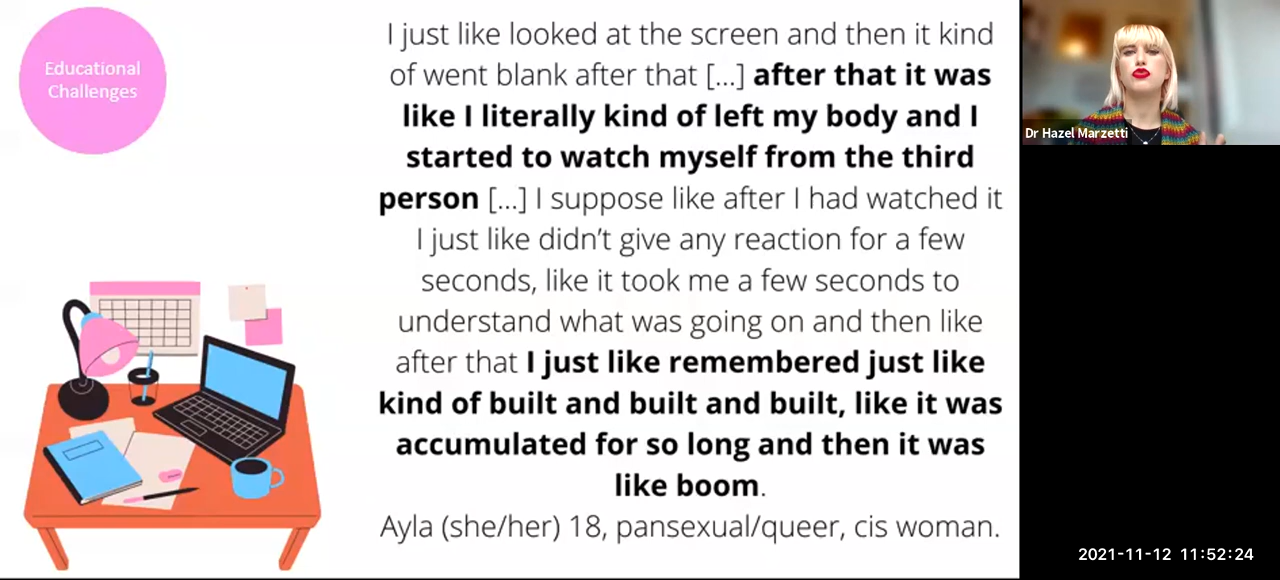 Educational
Challenges
I just like looked at the screen and then it kind
of went blank after that [...] after that it was
like I literally kind of left my body and I
started to watch myself from the third
person [...] I suppose like after I had watched it
I just like didn’t give any reaction for a few
seconds, like it took me a few seconds to
understand what was going on and then like
after that I just like remembered just like
kind of built and built and built, like it was
accumulated for so long and then it was
like boom.
Ayla (she/her) 18, pansexual/queer, cis woman.
Dr Hazel Marzetti
2021-11-12 11:52:24